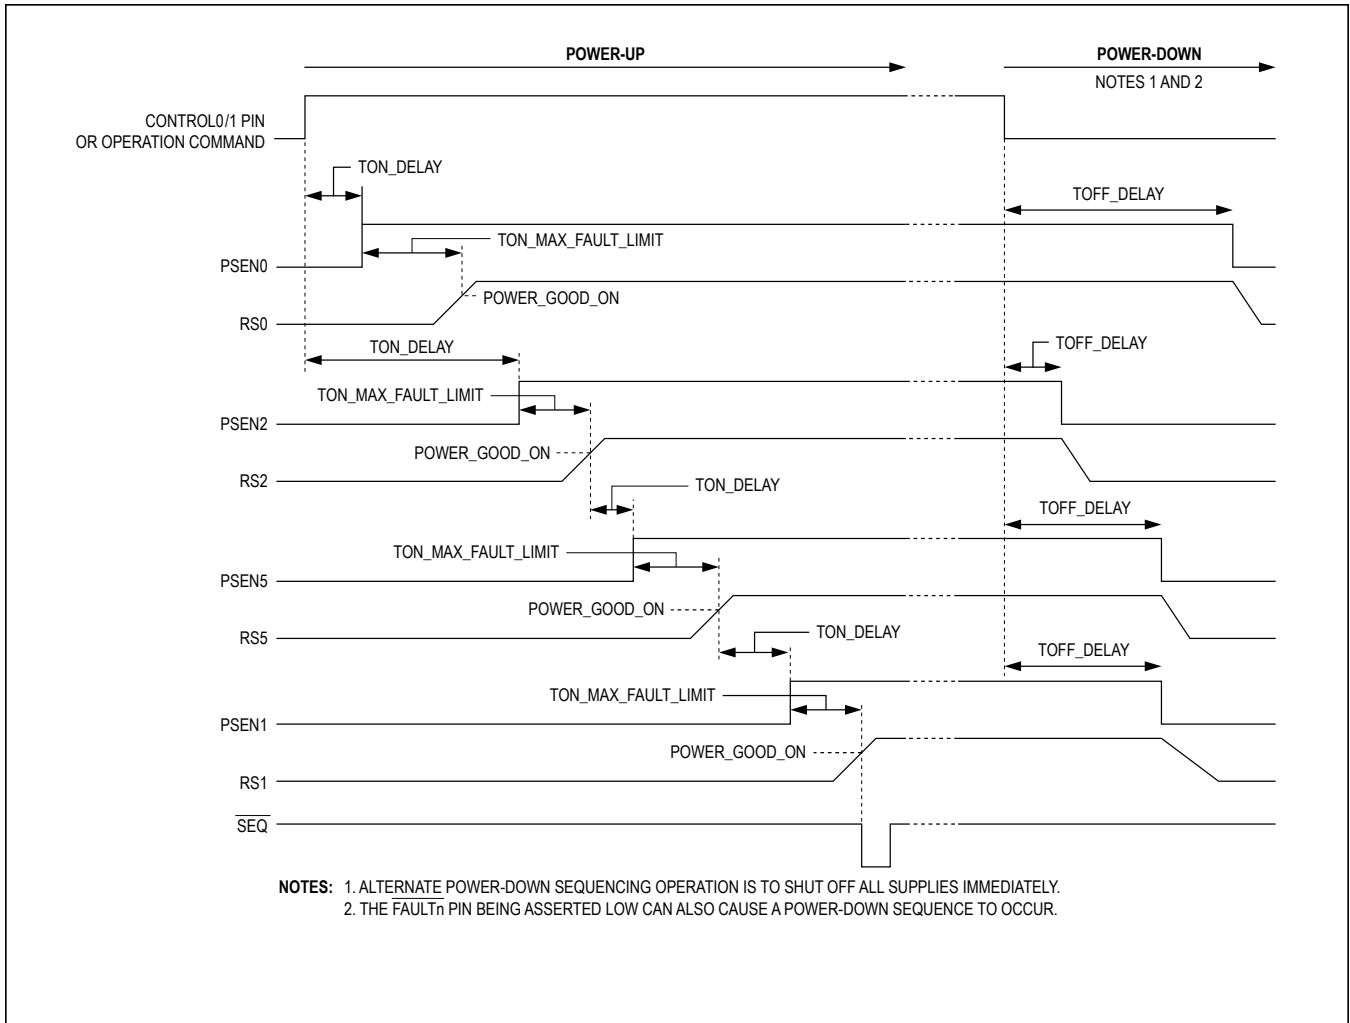 POWER-UP
POWER-DOWN
NOTES 1 AND 2
CONTROL0/1 PIN
OR OPERATION COMMAND
TON_DELAY
TOFF_DELAY
TON_MAX_FAULT_LIMIT
PSEN0
POWER_GOOD_ON
RS0
TON_DELAY
TOFF_DELAY
TON_MAX_FAULT_LIMIT
PSEN2
POWER_GOOD_ON
RS2
TON_DELAY
TOFF_DELAY
TON_MAX_FAULT_LIMIT
PSEN5
POWER_GOOD_ON
RS5
TON_DELAY
TOFF_DELAY
TON_MAX_FAULT_LIMIT
PSEN1
POWER_GOOD_ON
RS1
SEQ
NOTES: 1. ALTERNATE POWER-DOWN SEQUENCING OPERATION IS TO SHUT OFF ALL SUPPLIES IMMEDIATELY.
2. THE FAULTn PIN BEING ASSERTED LOW CAN ALSO CAUSE A POWER-DOWN SEQUENCE TO OCCUR.